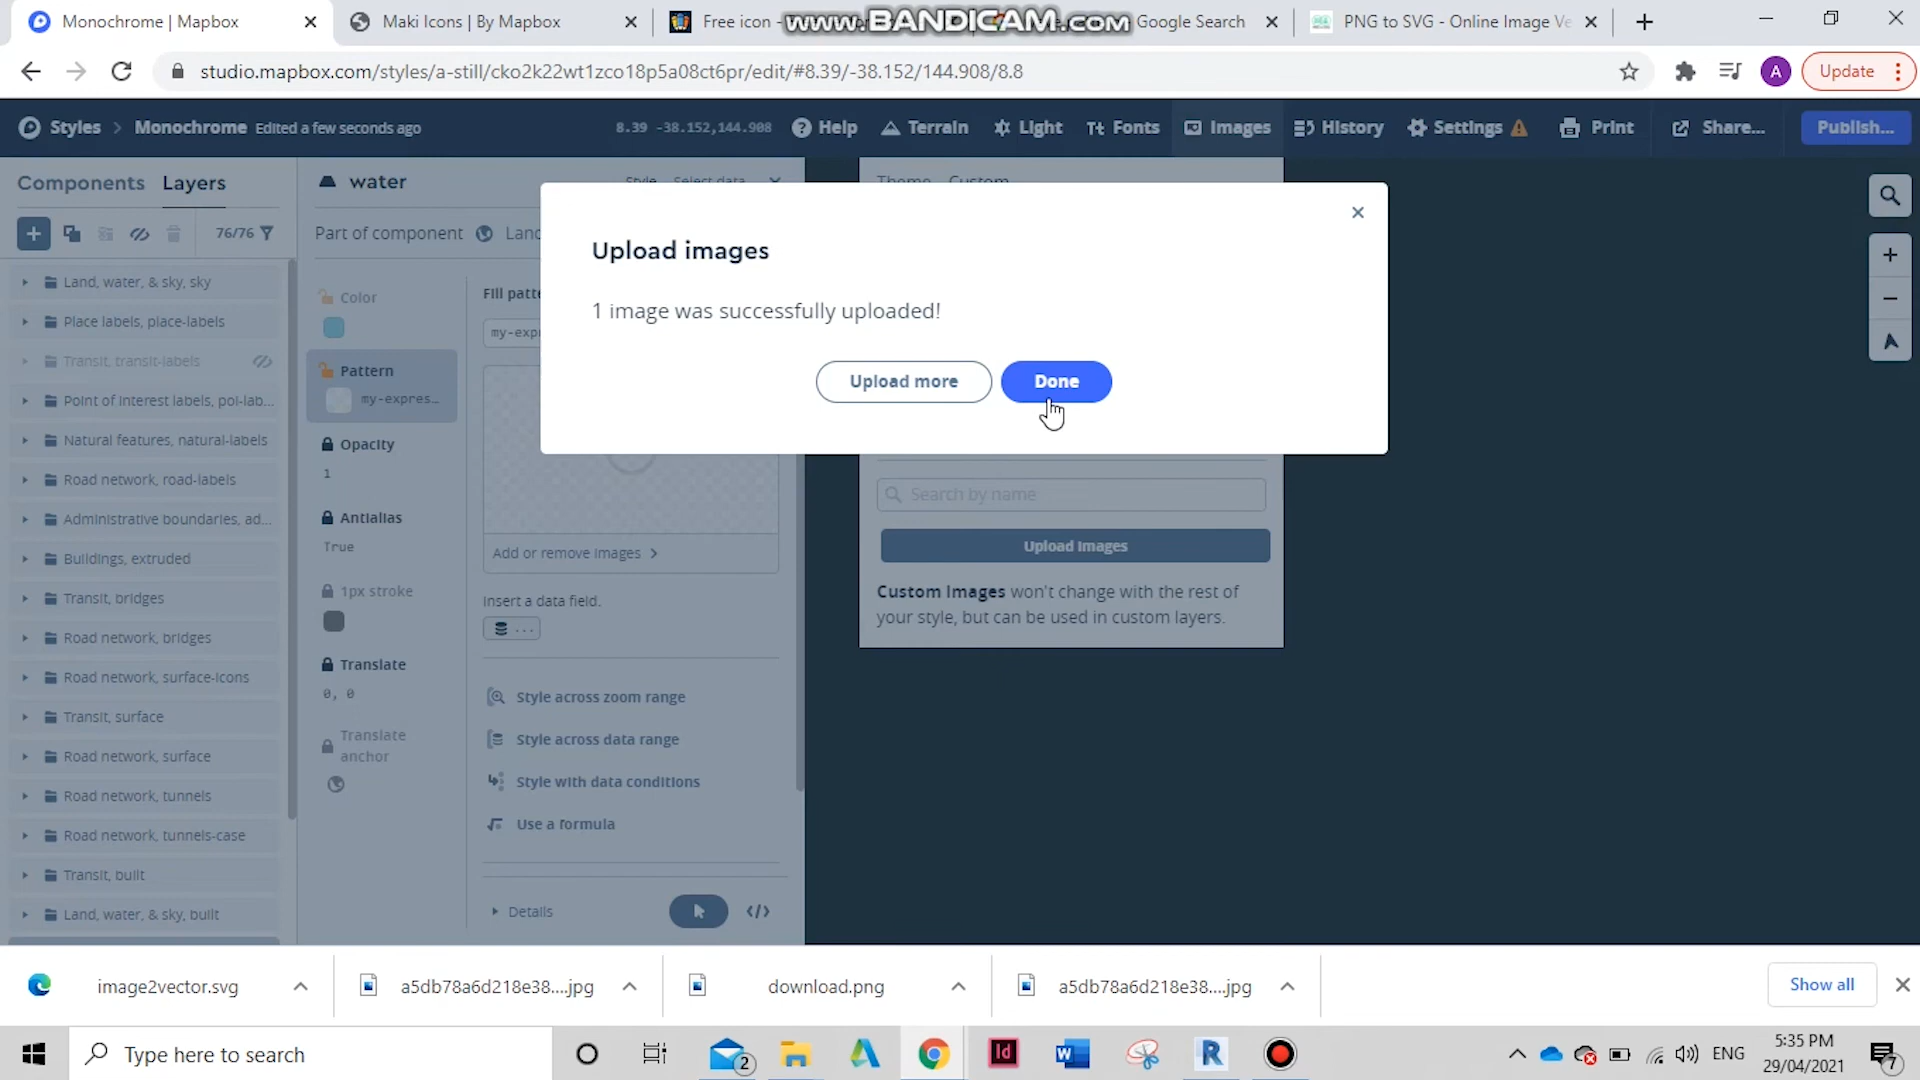 Monochrome | Mapbox
Maki Icons | By Mapbox
Free icon -
www.BANDICAM.com
Google Search
PNG to SVG - Online Image Ve
studio.mapbox.com/styles/a-still/cko2k22wt1zco18p5a08ct6pr/edit/#8.39/-38.152/144.908/8.8
A
Update
Styles > Monochrome Edited a few seconds ago
8.39 -38.152,144.908
Help
Terrain
Light
Fonts
Images
History
Settings
Print
Share...
Publish...
Components
Layers
76/76
Land, water, & sky, sky
Place labels, place-labels
Transit, transit-labels
Point of interest labels, poi-lab...
Natural features, natural-labels
Road network, road-labels
Administrative boundaries, ad...
Buildings, extruded
Transit, bridges
Road network, bridges
Road network, surface-icons
Transit, surface
Road network, surface
Road network, tunnels
Road network, tunnels-case
Transit, built
Land, water, & sky, built
water
Style
Select data
Part of component
Land
Color
Pattern
my-expres...
Opacity
1
Antialias
True
1px stroke
Translate
0, 0
Translate
anchor
Fill patte
my-expr
Add or remove images >
Insert a data field.
...
Style across zoom range
Style across data range
Style with data conditions
Use a formula
Details
</>
Theme
Custom
Upload images
1 image was successfully uploaded!
Upload more
Done
Search by name
Upload images
Custom Images won't change with the rest of
your style, but can be used in custom layers.
image2vector.svg
a5db78a6d218e38....jpg
download.png
a5db78a6d218e38....jpg
Show all
Type here to search
2
Id
W
R
ENG
5:35 PM
29/04/2021
7